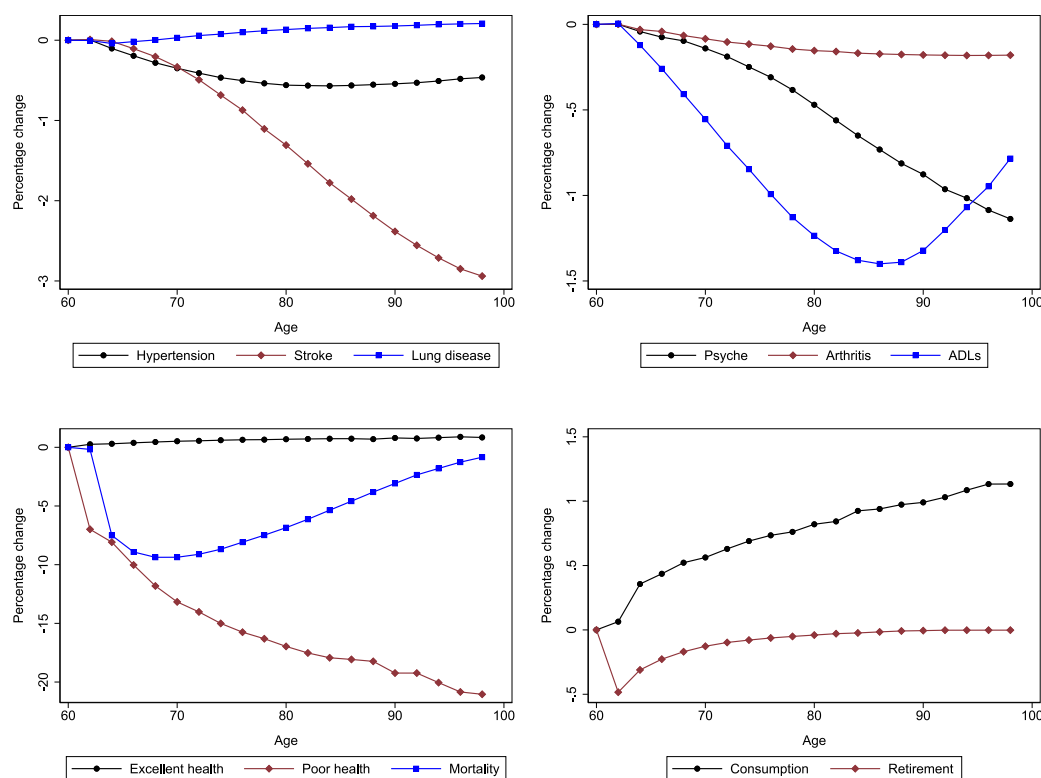 Percentage change
0
-1
-2
-3
60 70 80 90 100
Age
Hypertension Stroke Lung disease
Percentage change
0
-.5
-1
-1.5
60 70 80 90 100
Age
Psyche Arthritis ADLs
Percentage change
0
-5
-10
-15
-20
60 70 80 90 100
Age
Excellent health Poor health Mortality
Percentage change
1.5
1
.5
0
-.5
60 70 80 90 100
Age
Consumption Retirement